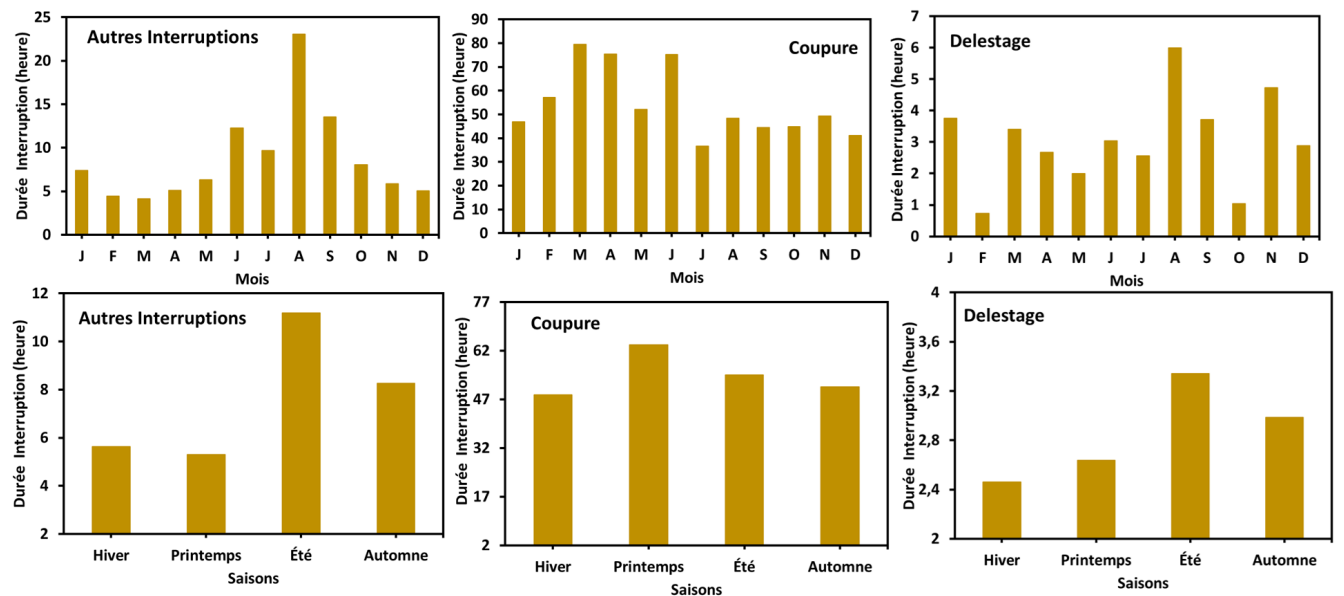 Autres Interruptions
Durée Interruption (heure)
25
20
15
10
5
0
J F M A M J J A S O N D
Mois
Coupure
Durée Interruption (heure)
90
80
70
60
50
40
30
20
10
0
J F M A M J J A S O N D
Mois
Delestage
Durée Interruption (heure)
7
6
5
4
3
2
1
0
J F M A M J J A S O N D
Mois
Autres Interruptions
Durée Interruption (heure)
12
10
8
6
4
2
Hiver Printemps Été Automne
Saisons
Coupure
Durée Interruption (heure)
77
62
47
32
17
2
Hiver Printemps Été Automne
Saisons
Delestage
Durée Interruption (heure)
4
3,6
3,2
2,8
2,4
2
Hiver Printemps Été Automne
Saisons